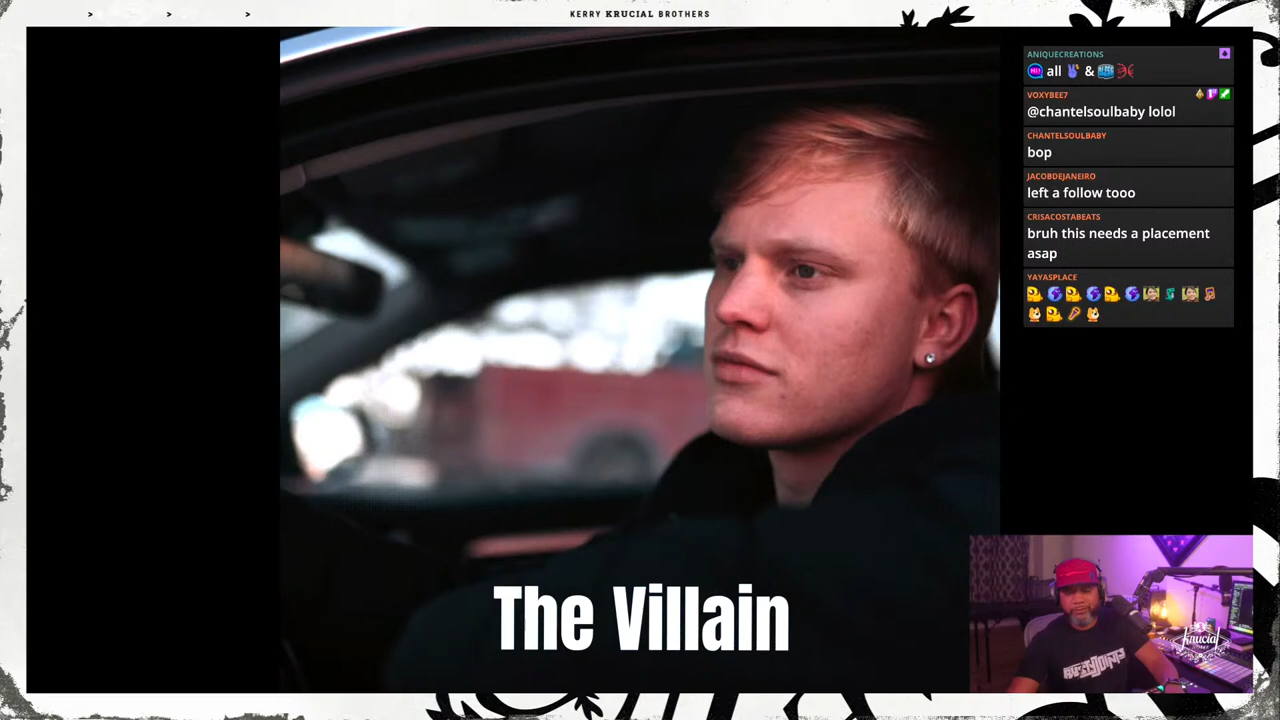 > > >
KERRY KRUCIAL BROTHERS
ANIQUECREATIONS
all &
VOXYBEE7
@chantelsoulbaby lolol
CHANTELSOULBABY
bop
JACOBDEJANEIRO
left a follow tooo
CRISACOSTABEATS
bruh this needs a placement
asap
YAYASPLACE
The Villain
Krucial